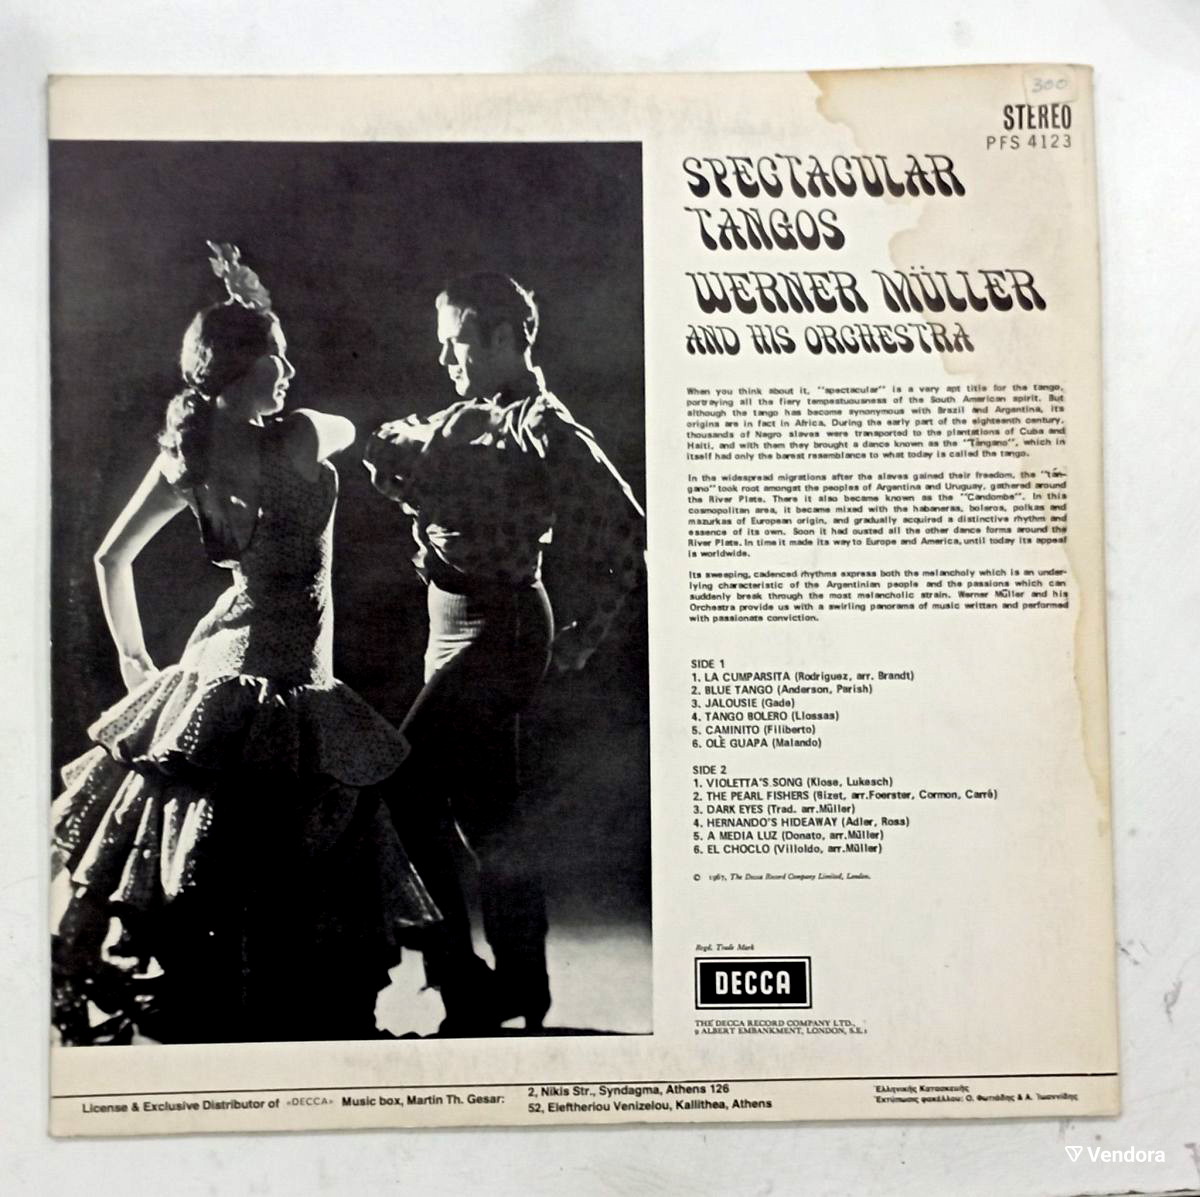 300
STEREO
PFS 4123
SPECTACULAR
TANGOS
WERNER MÜLLER
AND HIS ORCHESTRA
When you think about it, "spectacular" is a very apt title for the tango,
portraying all the fiery tempestuousness of the South American spirit. But
although the tango has become synonymous with Brazil and Argentina, its
origins are in fact in Africa. During the early part of the eighteenth century,
thousands of Negro slaves were transported to the plantations of Cuba and
Haiti, and with them they brought a dance known as the "Tángano", which in
itself had only the barest resemblance to what today is called the tango.
In the widespread migrations after the slaves gained their freedom, the "tán-
gano" took root amongst the peoples of Argentina and Uruguay, gathered around
the River Plate. There it also became known as the "Candombe". In this
cosmopolitan area, it became mixed with the habaneras, boleros, polkas and
mazurkas of European origin, and gradually acquired a distinctive rhythm and
essence of its own. Soon it had ousted all the other dance forms around the
River Plate. In time it made its way to Europe and America, until today its appeal
is worldwide.
Its sweeping, cadenced rhythms express both the melancholy which is an under-
lying characteristic of the Argentinian people and the passions which can
suddenly break through the most melancholic strain. Werner Müller and his
Orchestra provide us with a swirling panorama of music written and performed
with passionate conviction.
SIDE 1
1. LA CUMPARSITA (Rodriguez, arr. Brandt)
2. BLUE TANGO (Anderson, Parish)
3. JALOUSIE (Gade)
4. TANGO BOLERO (Llossas)
5. CAMINITO (Filiberto)
6. OLÈ GUAPA (Malando)
SIDE 2
1. VIOLETTA'S SONG (Klose, Lukesch)
2. THE PEARL FISHERS (Bizet, arr.Foerster, Cormon, Carré)
3. DARK EYES (Trad. arr.Müller)
4. HERNANDO'S HIDEAWAY (Adler, Ross)
5. A MEDIA LUZ (Donato, arr.Müller)
6. EL CHOCLO (Villoldo, arr.Müller)
© 1967, The Decca Record Company Limited, London.
Regd. Trade Mark
DECCA
THE DECCA RECORD COMPANY LTD.,
9 ALBERT EMBANKMENT, LONDON, S.E.1
License & Exclusive Distributor of «DECCA» Music box, Martin Th. Gesar:
2, Nikis Str., Syndagma, Athens 126
52, Eleftheriou Venizelou, Kallithea, Athens
Ἑλληνικῆς Κατασκευῆς
Ἐκτύπωσις φακέλλου: Ο. Φωτιάδης & Α. Ἰωαννίδης
Vendora